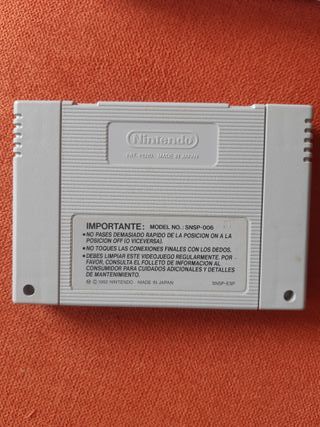 Nintendo
PAT. PEND. MADE IN JAPAN
IMPORTANTE: MODEL NO.: SNSP-006
• NO PASES DEMASIADO RAPIDO DE LA POSICION ON A LA
POSICION OFF (O VICEVERSA).
• NO TOQUES LAS CONEXIONES FINALES CON LOS DEDOS.
• DEBES LIMPIAR ESTE VIDEOJUEGO REGULARMENTE. POR
FAVOR, CONSULTA EL FOLLETO DE INFORMACION AL
CONSUMIDOR PARA CUIDADOS ADICIONALES Y DETALLES
DE MANTENIMIENTO.
Ⓜ © 1992 NINTENDO MADE IN JAPAN SNSP-ESP